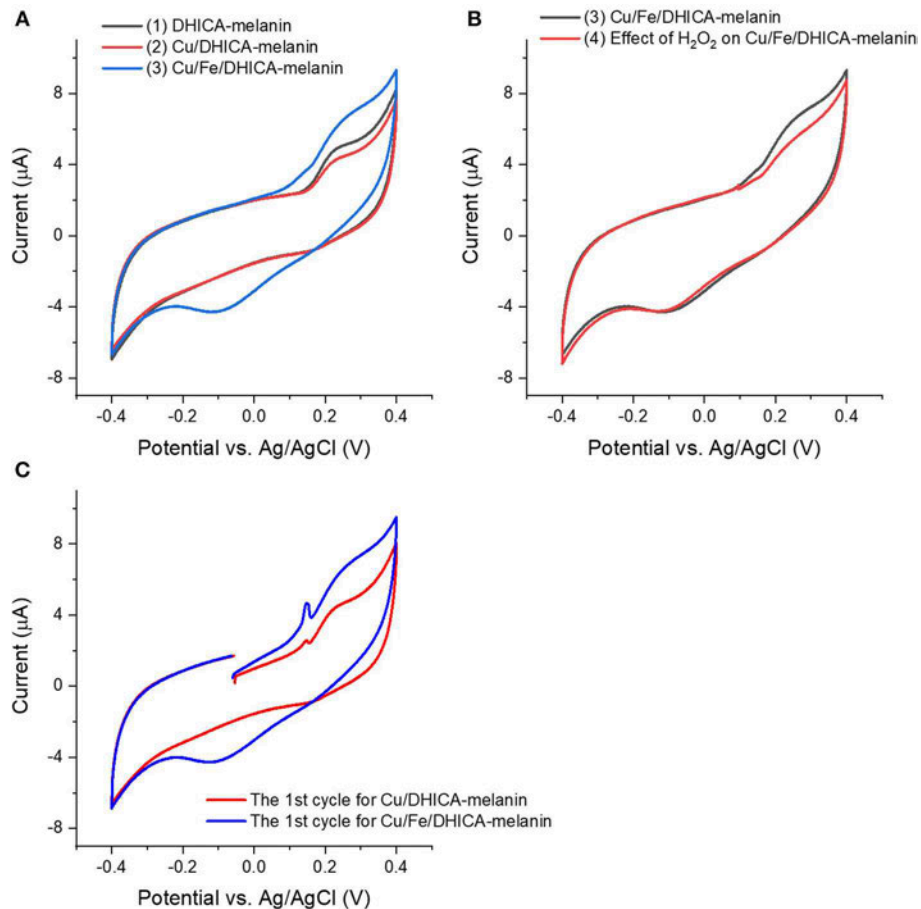 A
(1) DHICA-melanin
(2) Cu/DHICA-melanin
(3) Cu/Fe/DHICA-melanin
8
4
0
-4
-8
Current (μA)
-0.4 -0.2 0.0 0.2 0.4
Potential vs. Ag/AgCl (V)
B
(3) Cu/Fe/DHICA-melanin
(4) Effect of H₂O₂ on Cu/Fe/DHICA-melanin
8
4
0
-4
-8
Current (μA)
-0.4 -0.2 0.0 0.2 0.4
Potential vs. Ag/AgCl (V)
C
8
4
0
-4
-8
Current (μA)
The 1st cycle for Cu/DHICA-melanin
The 1st cycle for Cu/Fe/DHICA-melanin
-0.4 -0.2 0.0 0.2 0.4
Potential vs. Ag/AgCl (V)